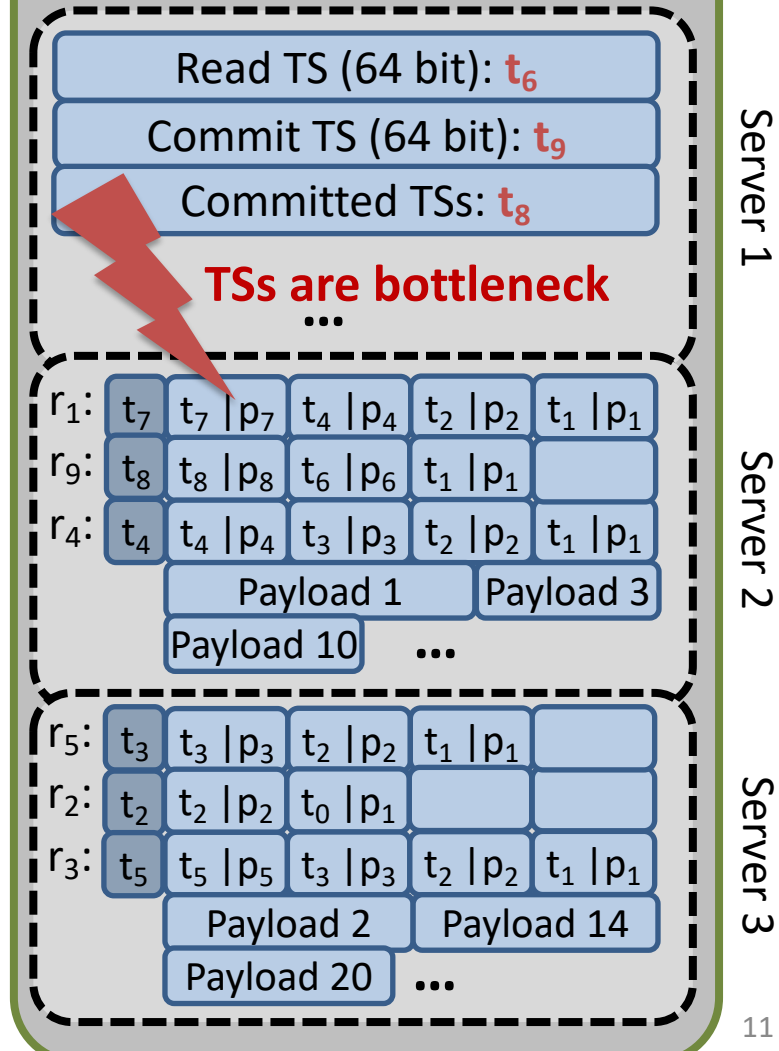 Read TS (64 bit): t₆
Commit TS (64 bit): t₉
Committed TSs: t₈
TSs are bottleneck
...
Server 1
r₁: t₇ t₇ |p₇ t₄ |p₄ t₂ |p₂ t₁ |p₁
r₉: t₈ t₈ |p₈ t₆ |p₆ t₁ |p₁
r₄: t₄ t₄ |p₄ t₃ |p₃ t₂ |p₂ t₁ |p₁
Payload 1 Payload 3
Payload 10 ...
Server 2
r₅: t₃ t₃ |p₃ t₂ |p₂ t₁ |p₁
r₂: t₂ t₂ |p₂ t₀ |p₁
r₃: t₅ t₅ |p₅ t₃ |p₃ t₂ |p₂ t₁ |p₁
Payload 2 Payload 14
Payload 20 ...
Server 3
11